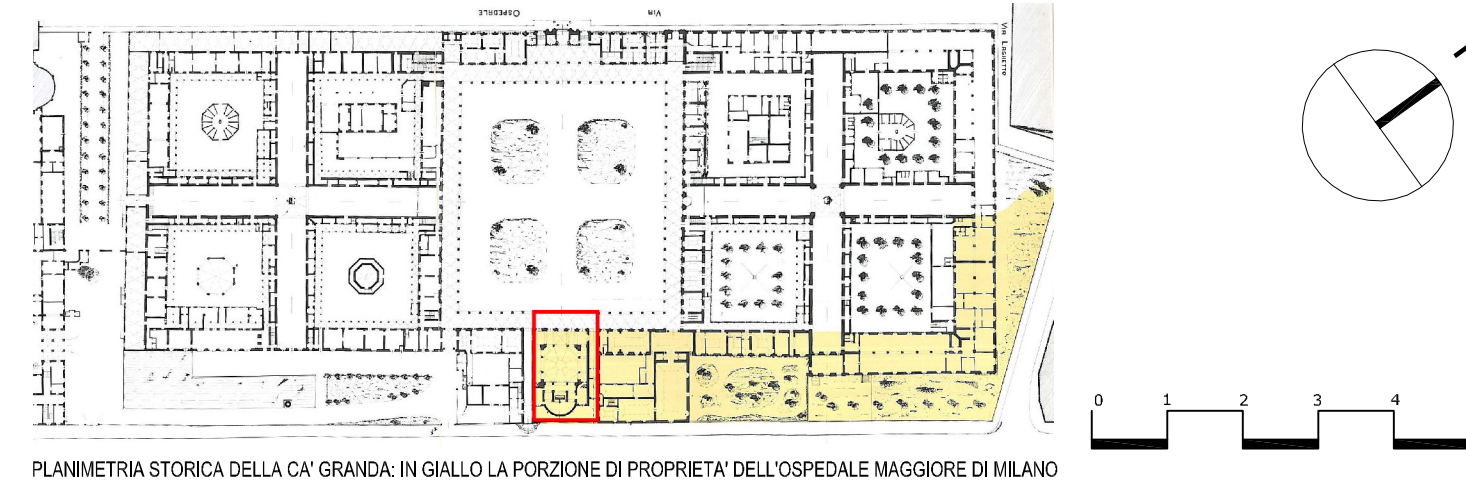 VIA
OSPEDALE
VIA LAGHETTO
0 1 2 3 4
PLANIMETRIA STORICA DELLA CA' GRANDA: IN GIALLO LA PORZIONE DI PROPRIETA' DELL'OSPEDALE MAGGIORE DI MILANO